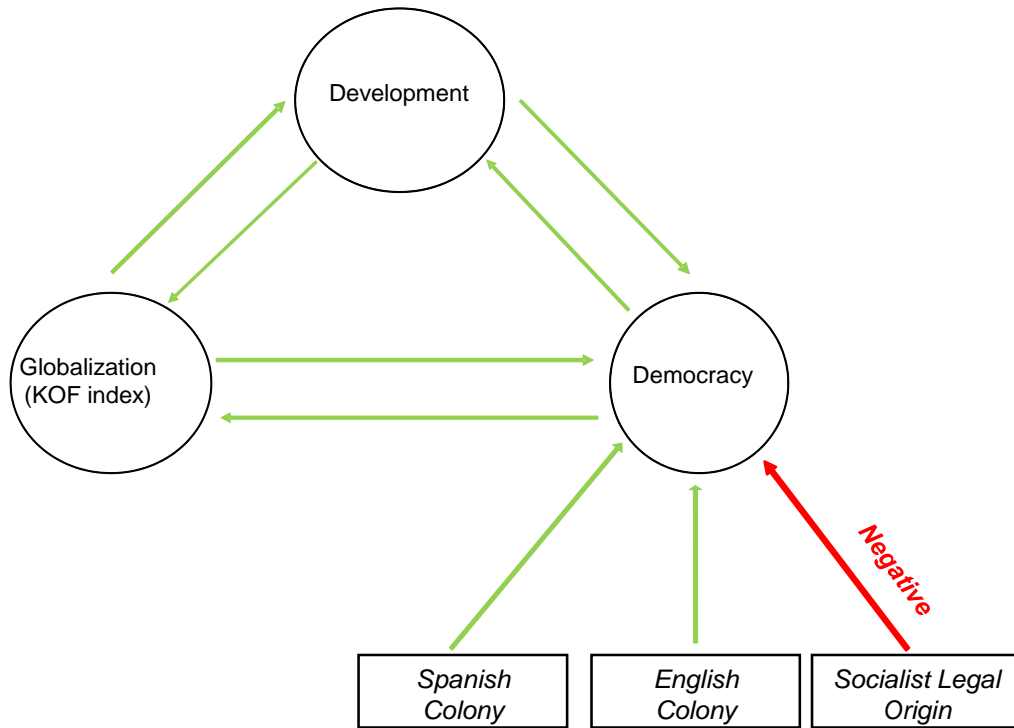 Development
Globalization
(KOF index)
Democracy
Negative
Spanish
Colony
English
Colony
Socialist Legal
Origin